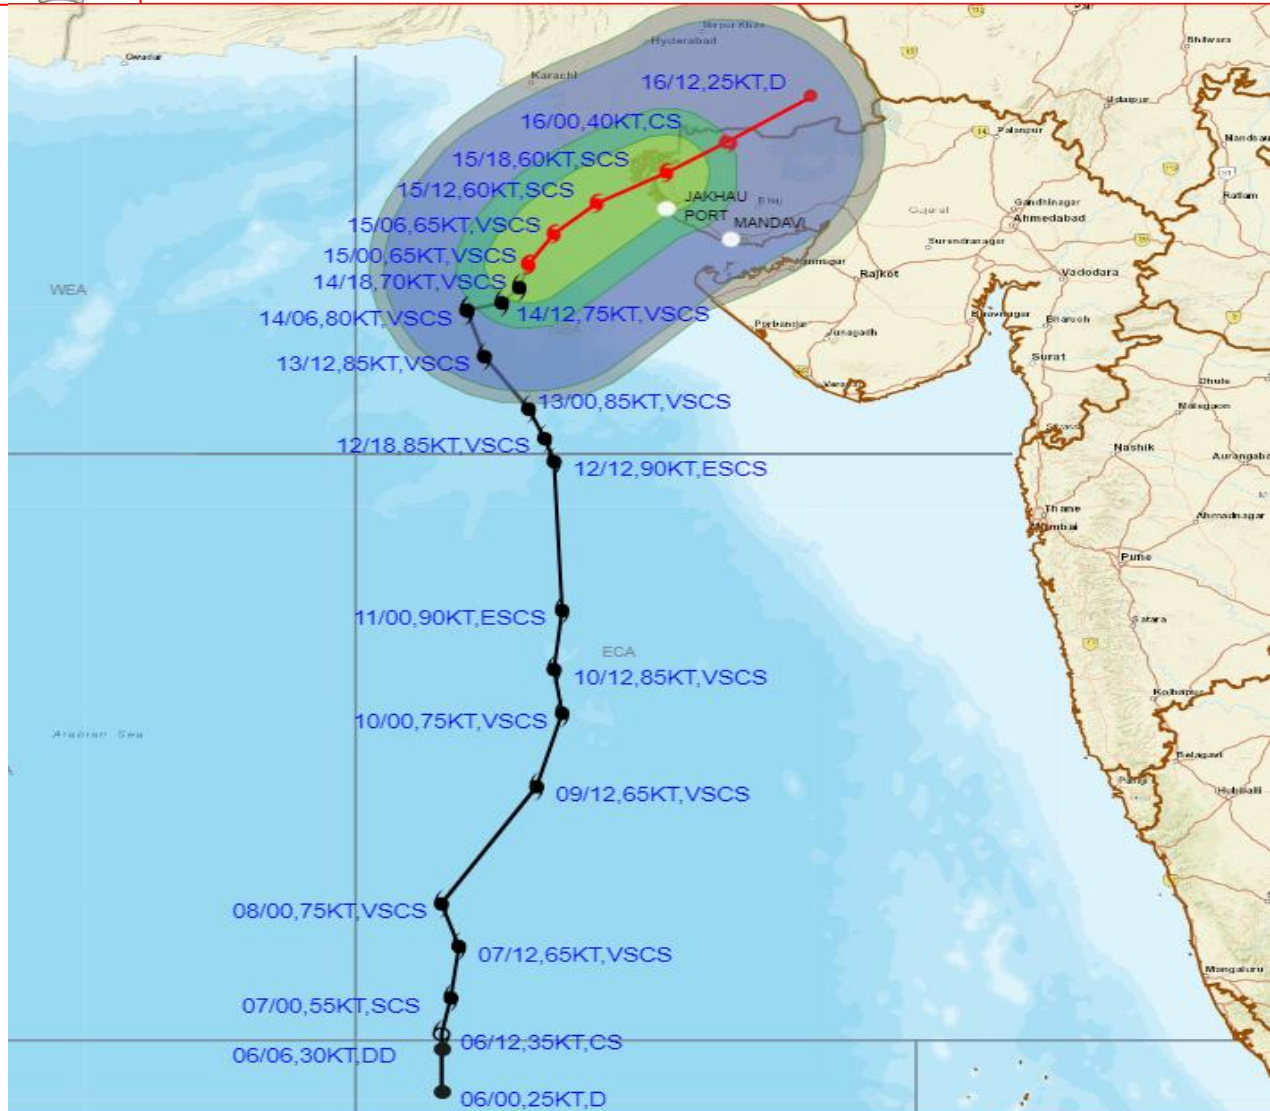 Bhilwara
Gwadar
Hyderabad
Karachi
16/12,25KT,D
Udaipur
16/00,40KT,CS
Palanpur
15/18,60KT,SCS
15/12,60KT,SCS
JAKHAU
PORT
Ratlam
Gujarat
Gandhinagar
Ahmedabad
15/06,65KT,VSCS
MANDAVI
Surendranagar
15/00,65KT,VSCS
Jamnagar
Rajkot
Vadodara
14/18,70KT,VSCS
WEA
14/06,80KT,VSCS
14/12,75KT,VSCS
Porbandar
Junagadh
Bhavnagar
Bharuch
13/12,85KT,VSCS
Surat
Dhule
13/00,85KT,VSCS
Malegaon
12/18,85KT,VSCS
Nashik
12/12,90KT,ESCS
Aurangaba
Thane
Mumbai
Ahmadnagar
Pune
11/00,90KT,ESCS
Satara
ECA
10/12,85KT,VSCS
10/00,75KT,VSCS
Kolhapur
Arabian Sea
Belagavi
Panaji
09/12,65KT,VSCS
Hubballi
08/00,75KT,VSCS
07/12,65KT,VSCS
Mangaluru
07/00,55KT,SCS
06/12,35KT,CS
06/06,30KT,DD
06/00,25KT,D